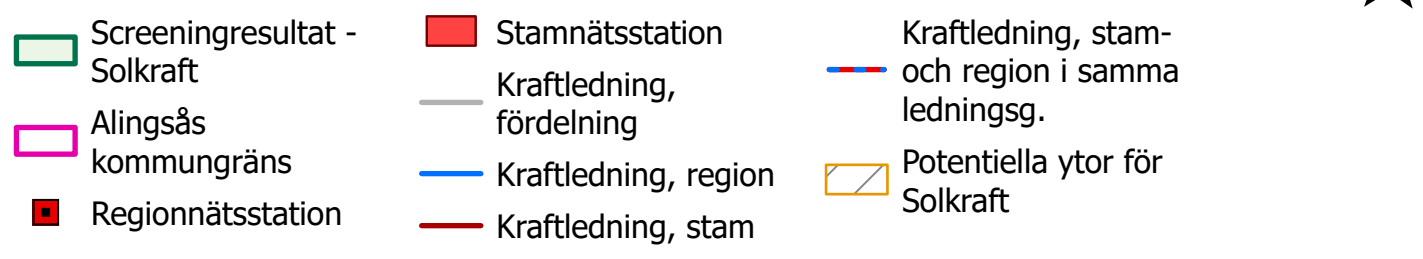 Screeningresultat -
Solkraft
Alingsås
kommungräns
Regionnätsstation
Stamnätsstation
Kraftledning,
fördelning
Kraftledning, region
Kraftledning, stam
Kraftledning, stam-
och region i samma
ledningsg.
Potentiella ytor för
Solkraft